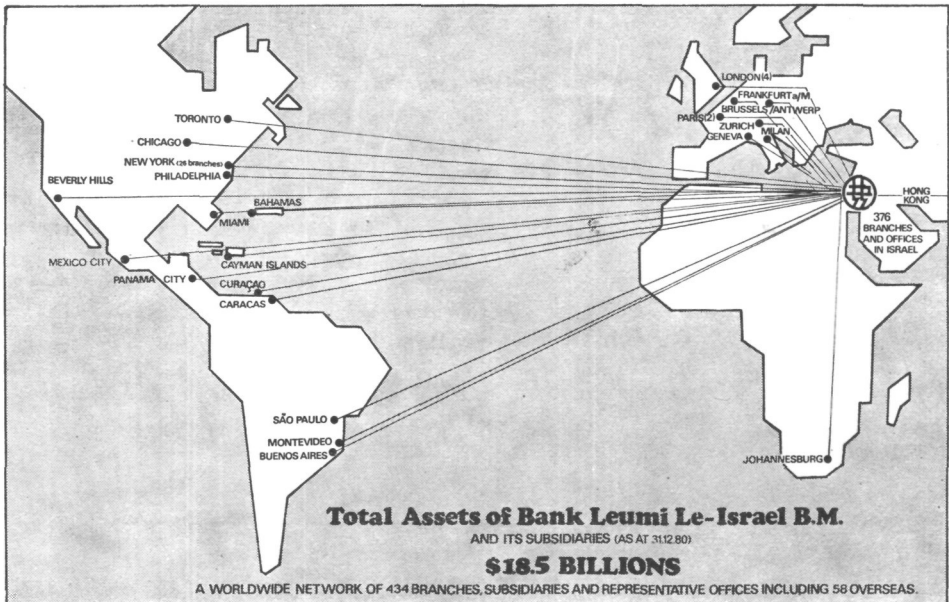 LONDON (4)
FRANKFURT a/M.
BRUSSELS/ANTWERP
PARIS (2)
ZURICH
MILAN
GENEVA
TORONTO
CHICAGO
NEW YORK (26 branches)
PHILADELPHIA
BEVERLY HILLS
BAHAMAS
MIAMI
HONG
KONG
376
BRANCHES
AND OFFICES
IN ISRAEL
MEXICO CITY
CAYMAN ISLANDS
PANAMA CITY
CURAÇAO
CARACAS
SÃO PAULO
MONTEVIDEO
BUENOS AIRES
JOHANNESBURG
Total Assets of Bank Leumi Le-Israel B.M.
AND ITS SUBSIDIARIES (AS AT 31.12.80)
$18.5 BILLIONS
A WORLDWIDE NETWORK OF 434 BRANCHES, SUBSIDIARIES AND REPRESENTATIVE OFFICES INCLUDING 58 OVERSEAS.